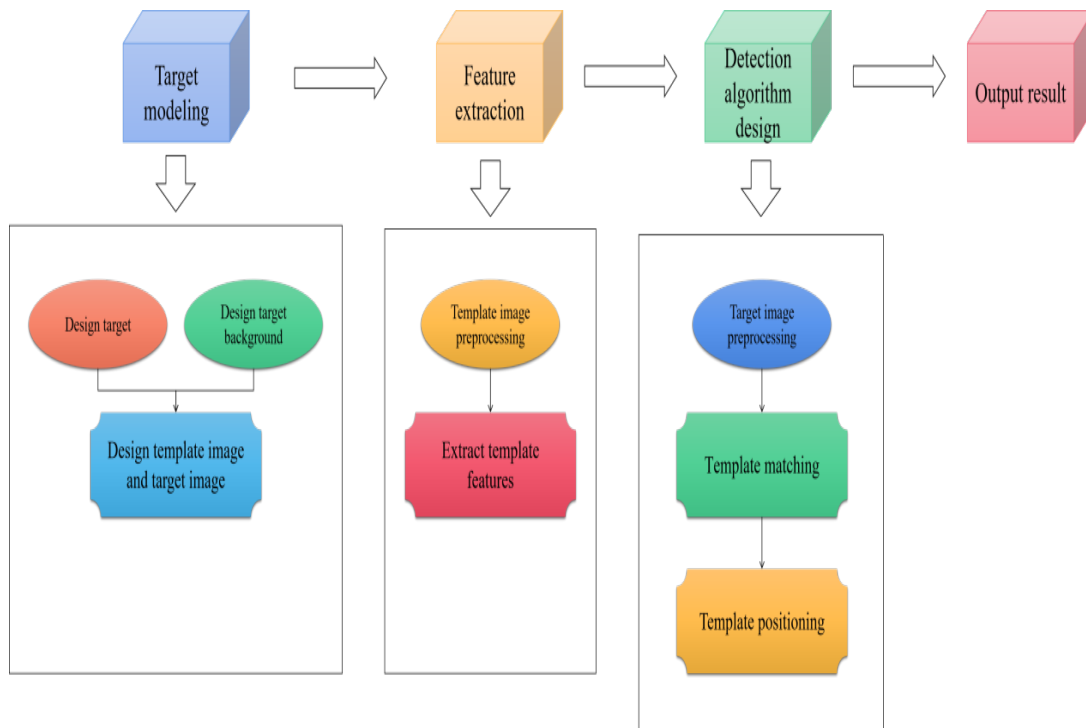 Target
modeling
Feature
extraction
Detection
algorithm
design
Output result
Design target
Design target
background
Design template image
and target image
Template image
preprocessing
Extract template
features
Target image
preprocessing
Template matching
Template positioning